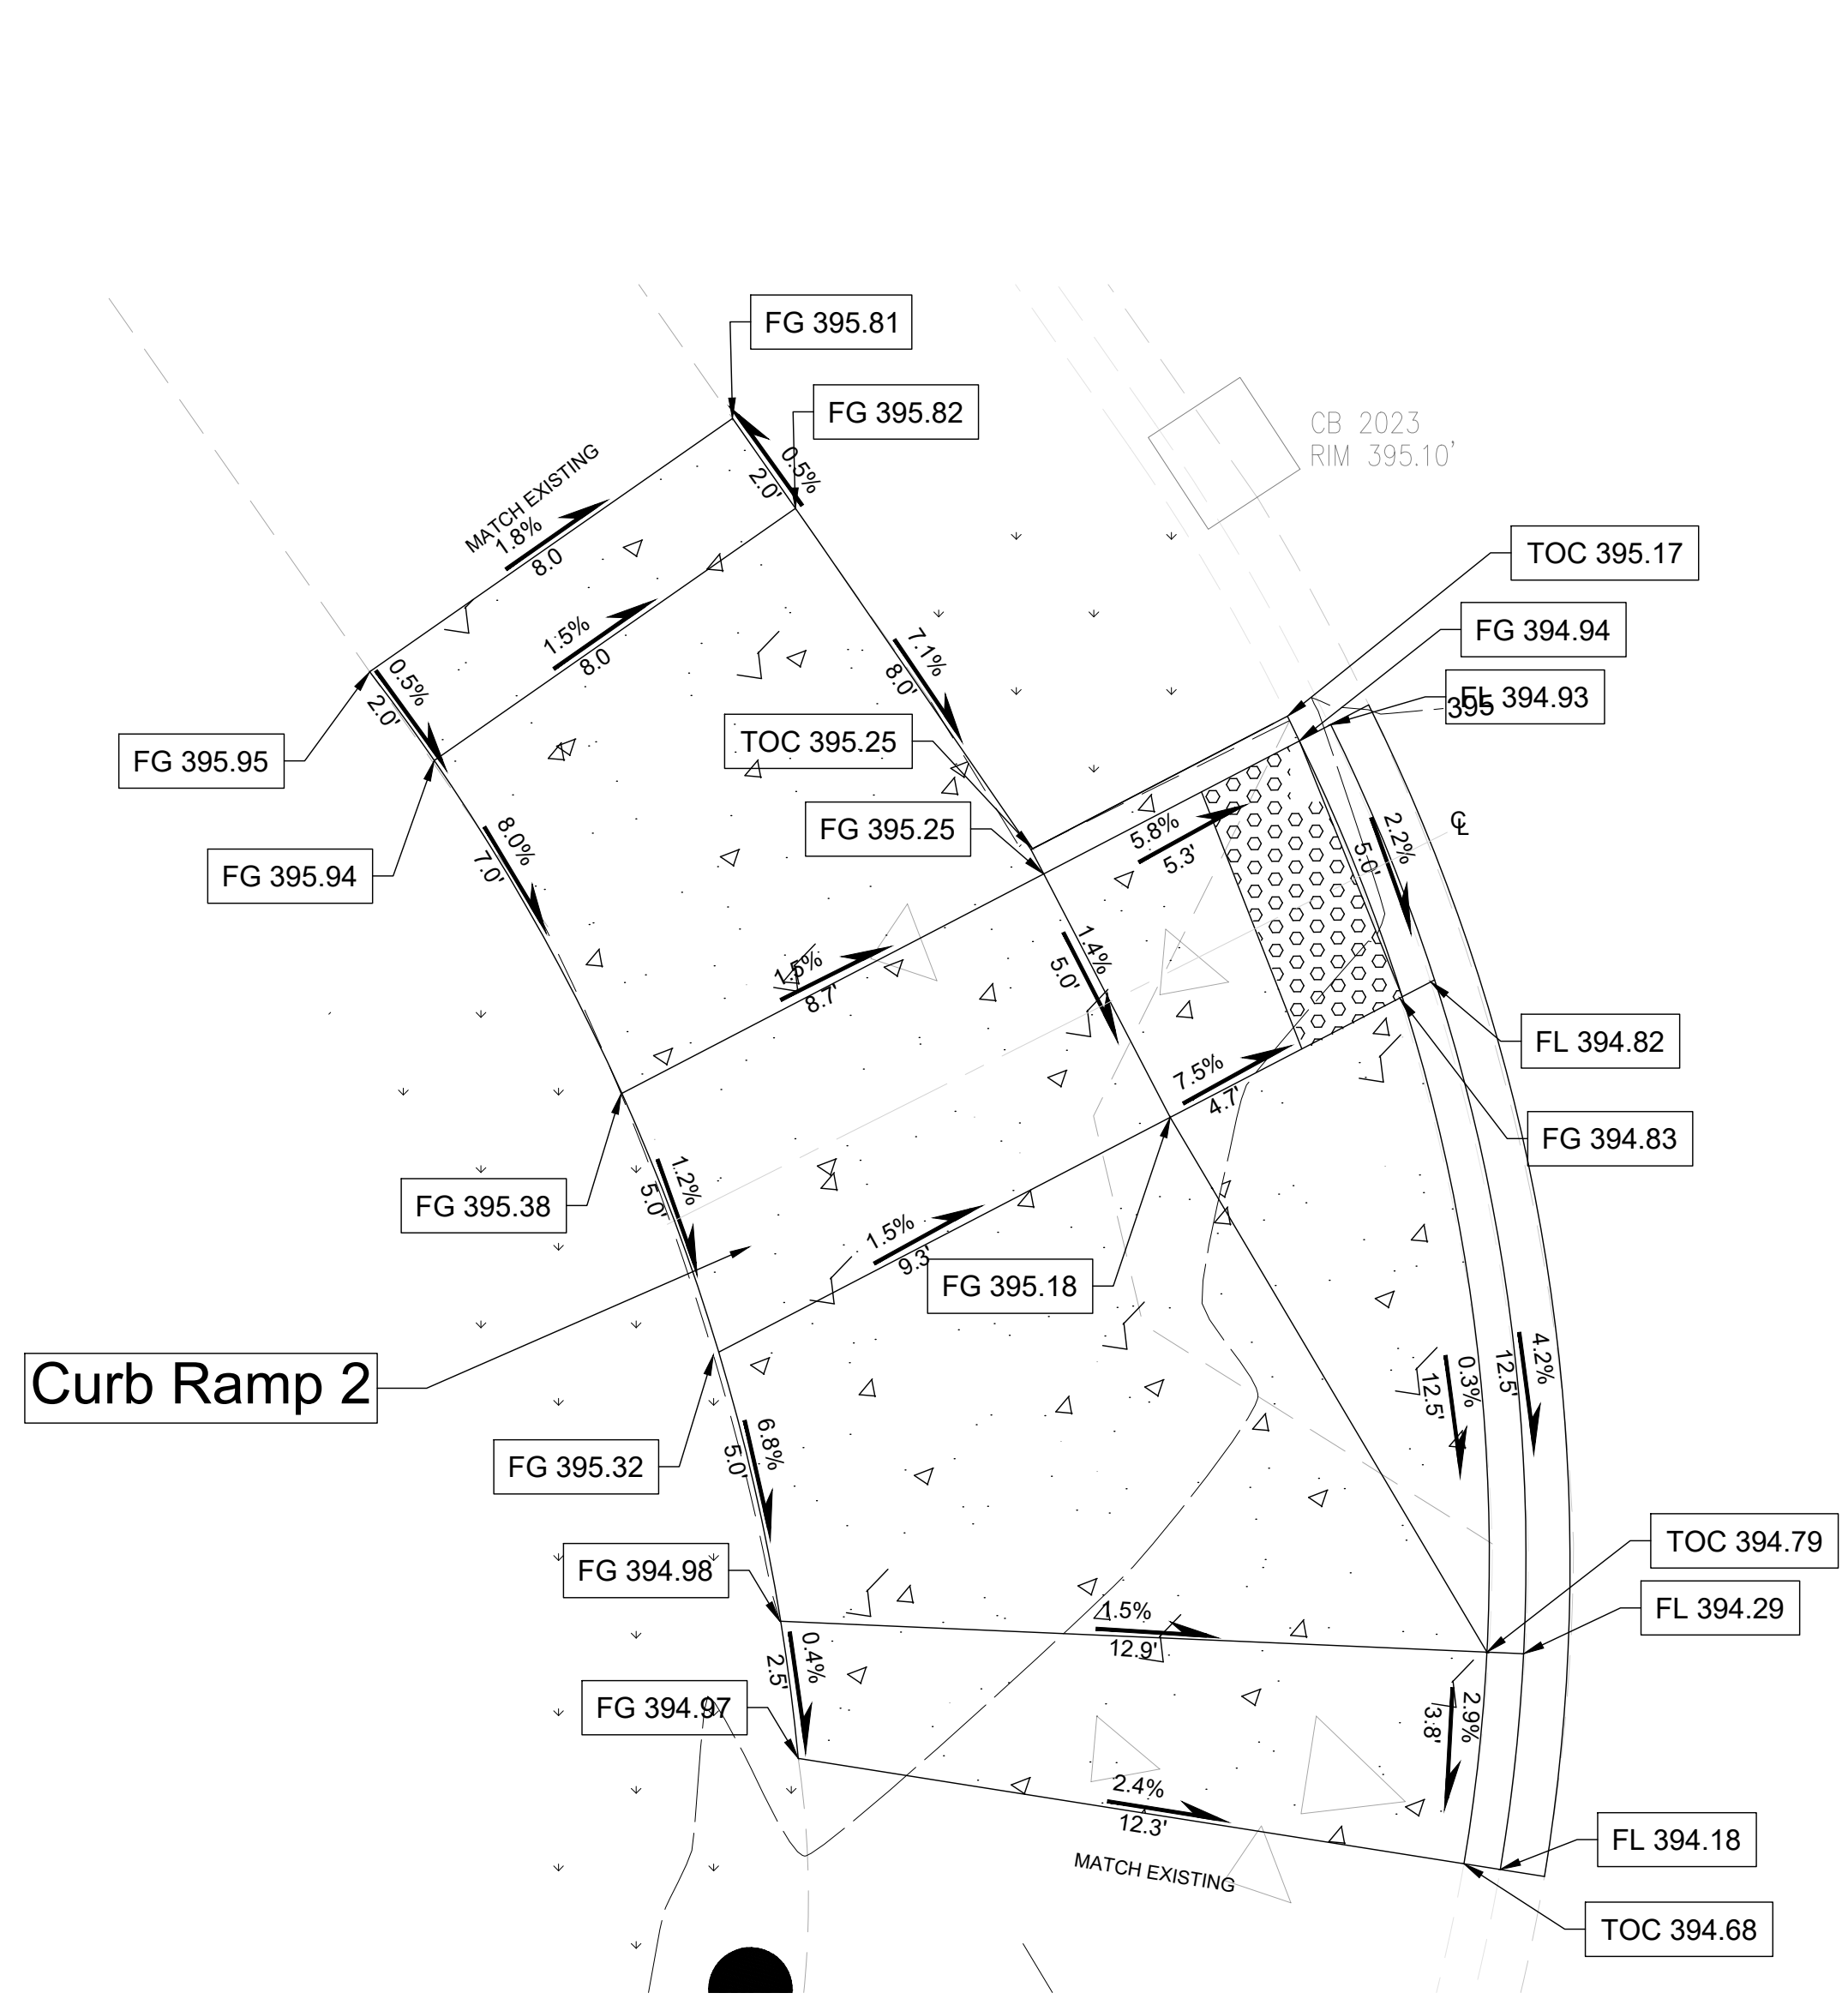 FG 395.81
FG 395.82
CB 2023
RIM 395.10'
MATCH EXISTING
1.8%
8.0
0.5%
2.0'
1.5%
8.0
0.5%
2.0'
TOC 395.17
FG 394.94
FL 394.93
395
7.1%
8.0'
FG 395.95
TOC 395.25
FG 395.25
FG 395.94
8.0%
7.0'
5.8%
5.3'
2.2%
5.0'
℄
1.5%
8.7'
1.4%
5.0'
FL 394.82
7.5%
4.7'
FG 394.83
FG 395.38
1.2%
5.0'
1.5%
9.3'
FG 395.18
Curb Ramp 2
0.3%
12.5'
4.2%
12.5'
FG 395.32
6.8%
5.0'
TOC 394.79
FG 394.98
FL 394.29
1.5%
12.9'
0.4%
2.5'
FG 394.97
2.9%
3.8'
2.4%
12.3'
MATCH EXISTING
FL 394.18
TOC 394.68